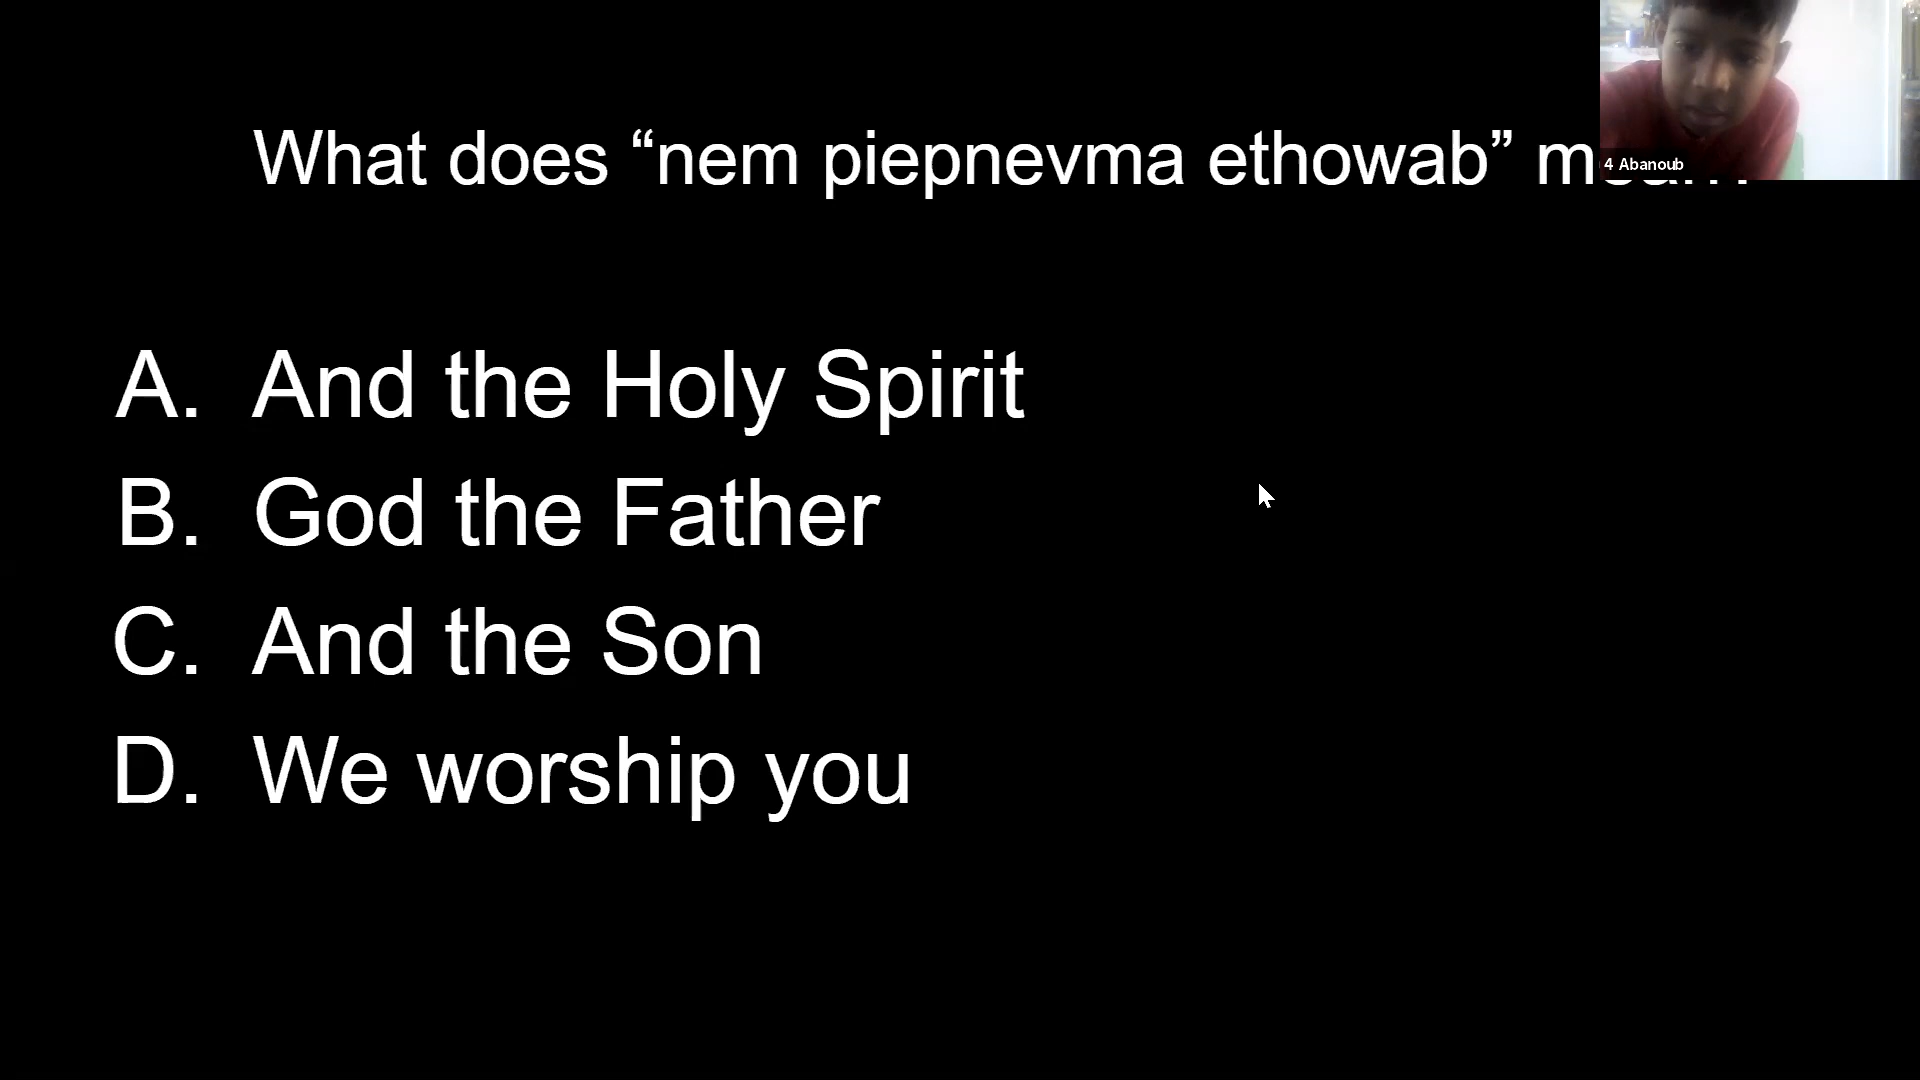 What does “nem piepnevma ethowab”
4 Abanoub
A. And the Holy Spirit
B. God the Father
C. And the Son
D. We worship you